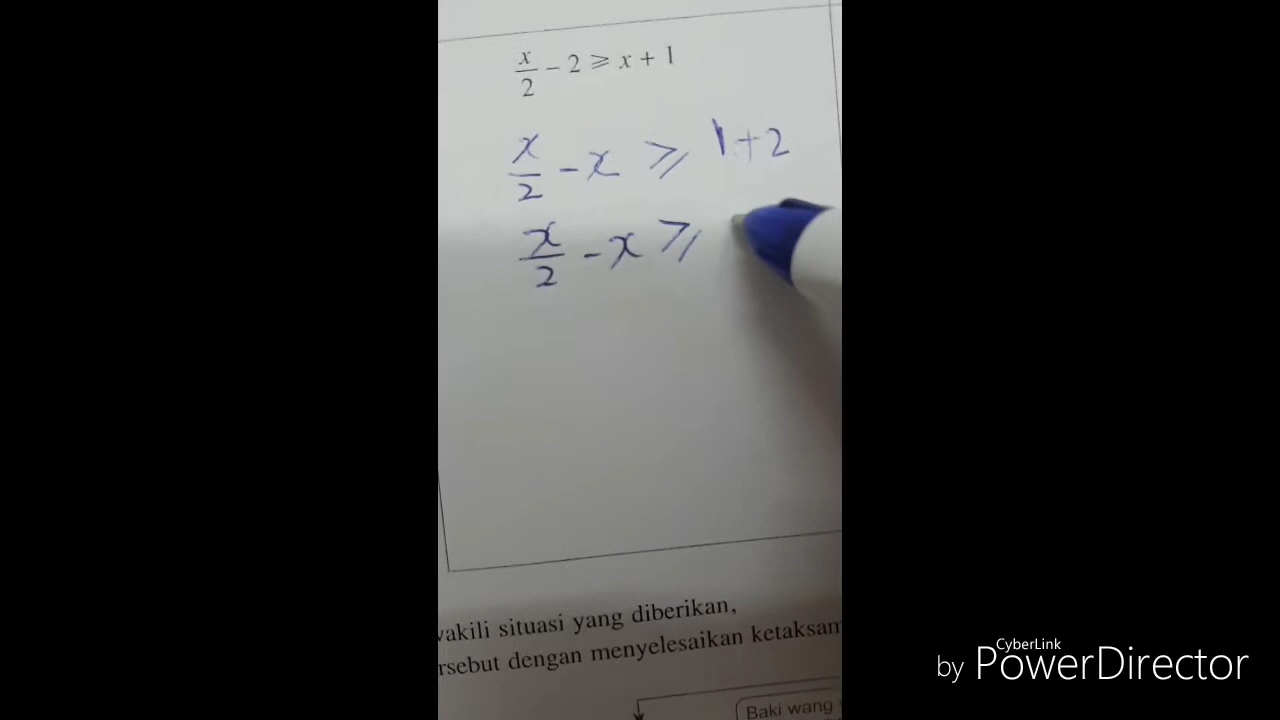 x/2 - 2 ⩾ x + 1
x/2 - x ⩾ 1 + 2
x/2 - x ⩾
wakili situasi yang diberikan,
rsebut dengan menyelesaikan ketaksam
Baki wang
CyberLink
by PowerDirector